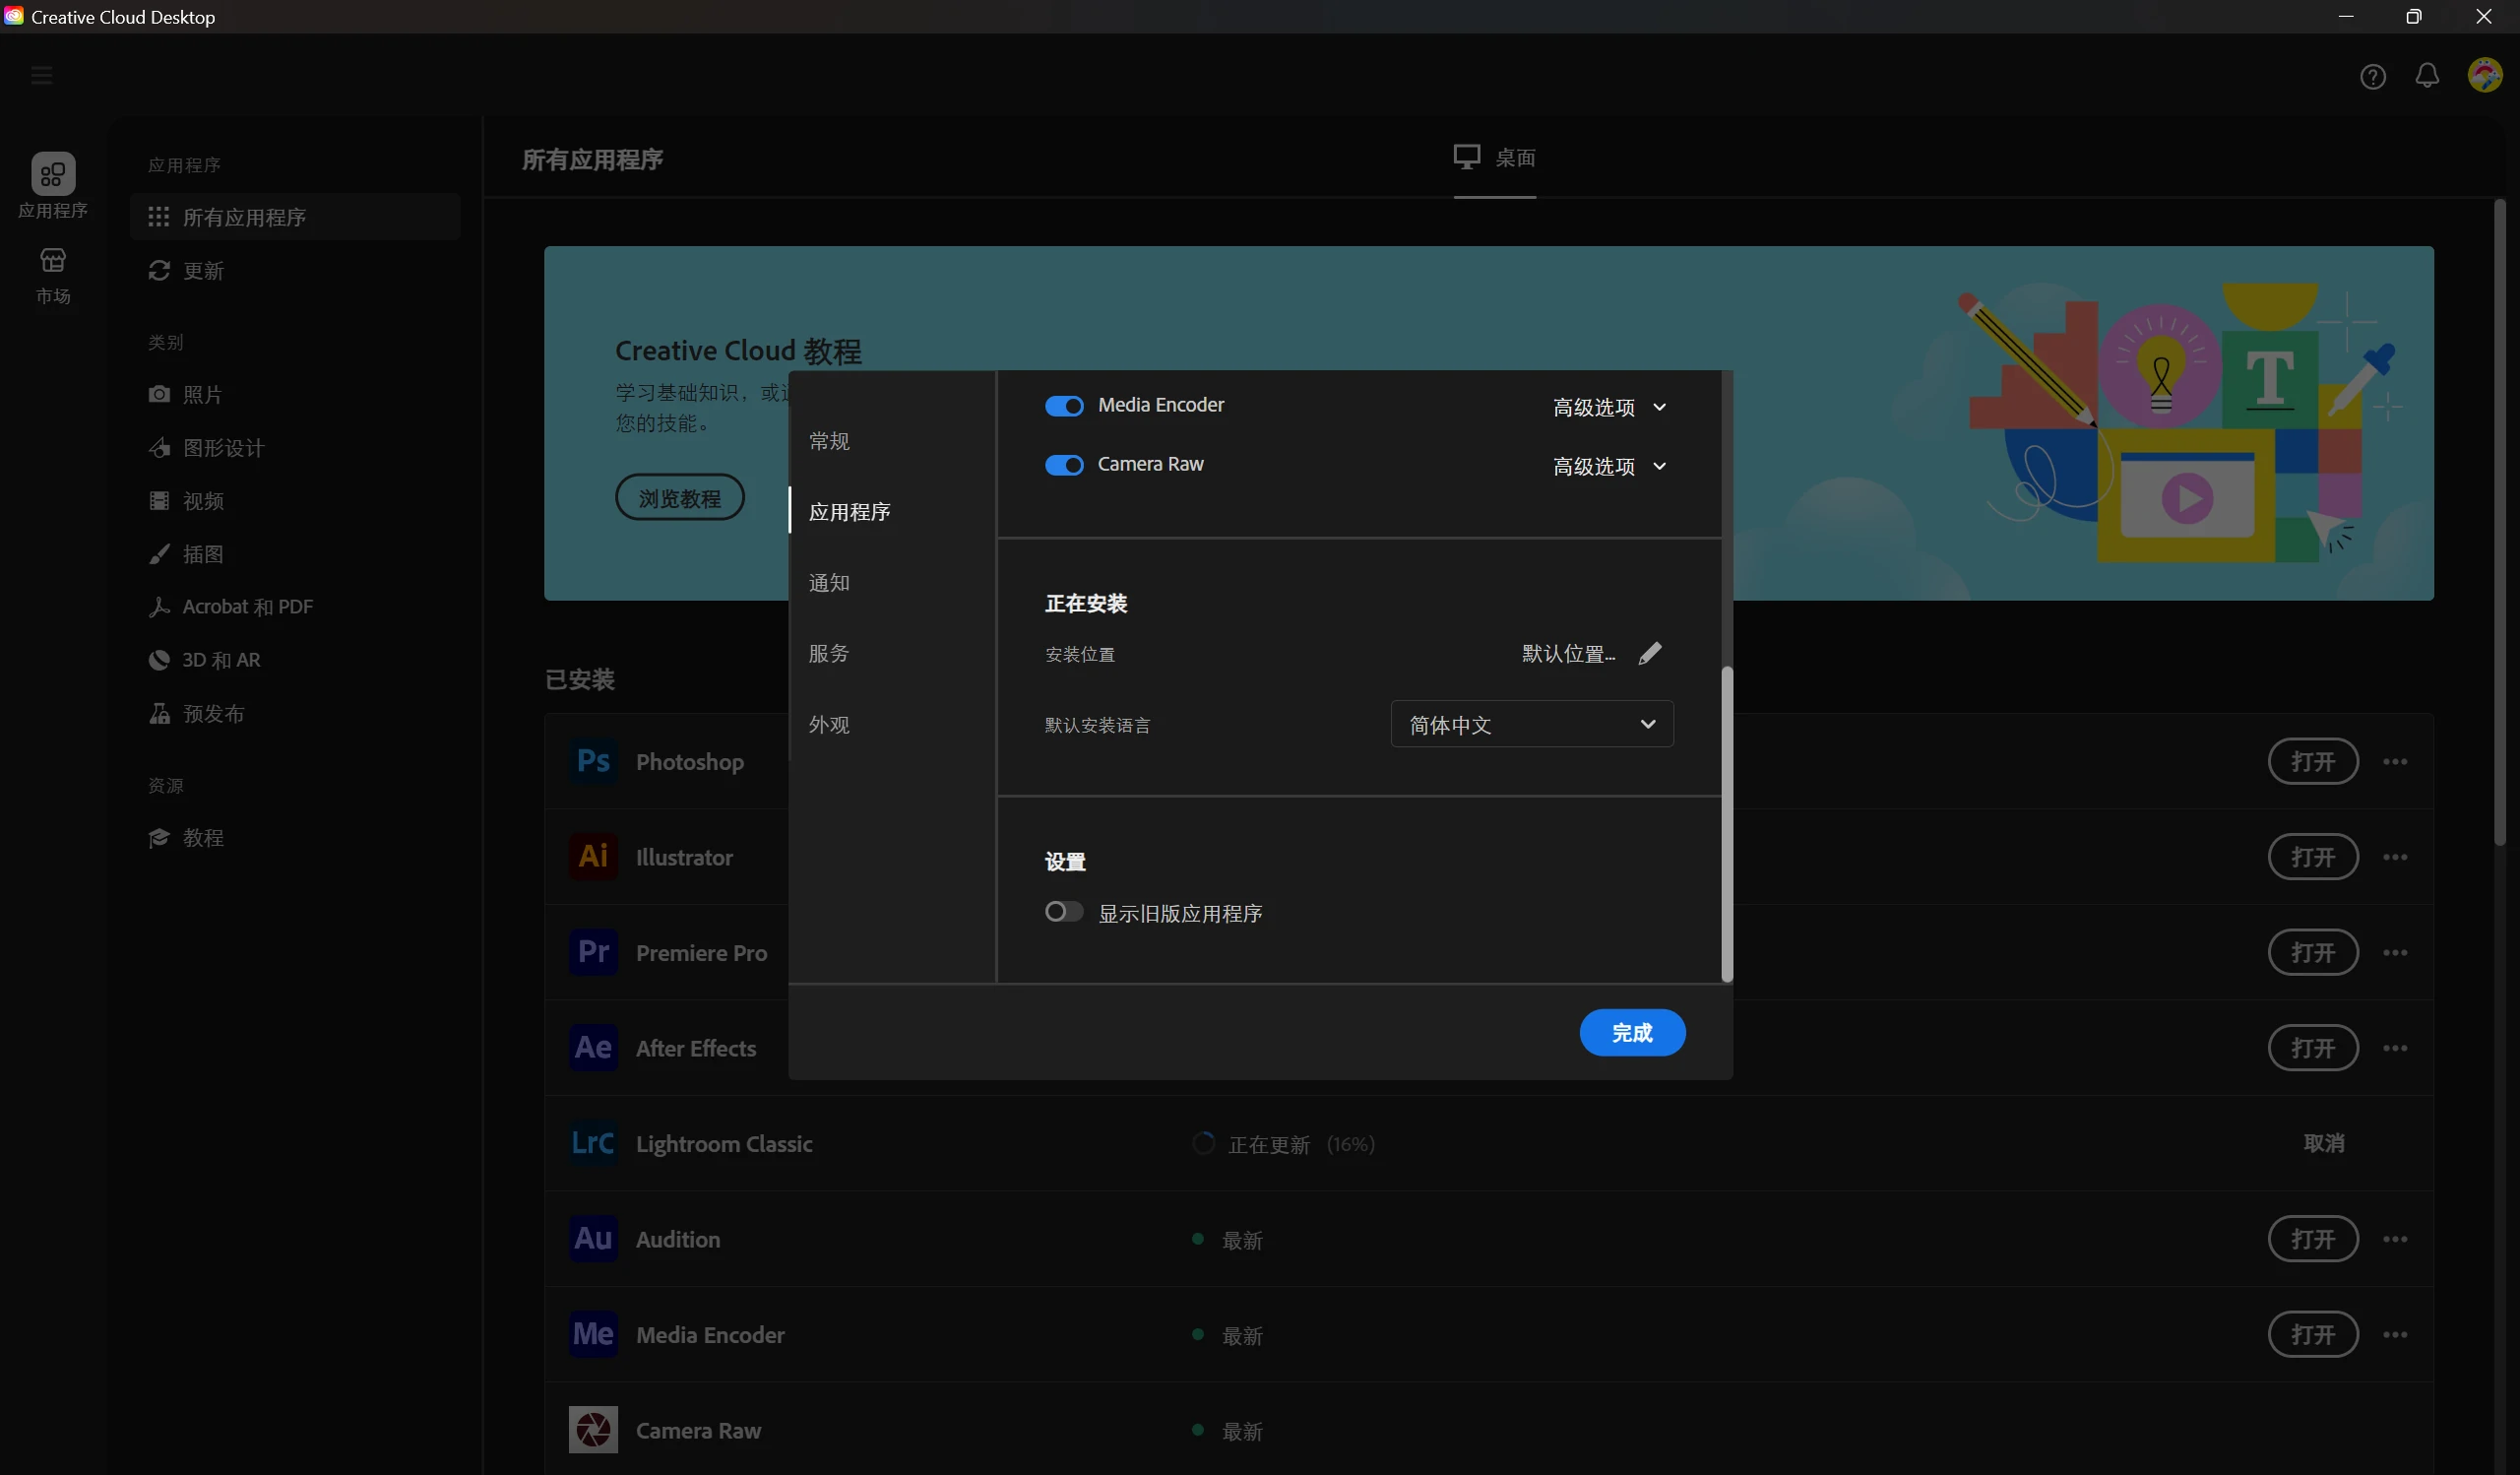 Creative Cloud Desktop
应用程序
市场
应用程序
所有应用程序
更新
类别
照片
图形设计
视频
插图
Acrobat 和 PDF
3D 和 AR
预发布
资源
教程
所有应用程序
桌面
Creative Cloud 教程
学习基础知识，或
您的技能。
浏览教程
T
已安装
Ps Photoshop 打开
Ai Illustrator 打开
Pr Premiere Pro 打开
Ae After Effects 打开
LrC Lightroom Classic 正在更新 (16%) 取消
Au Audition 最新 打开
Me Media Encoder 最新 打开
Camera Raw 最新
常规
应用程序
通知
服务
外观
Media Encoder 高级选项
Camera Raw 高级选项
正在安装
安装位置 默认位置...
默认安装语言 简体中文
设置
显示旧版应用程序
完成